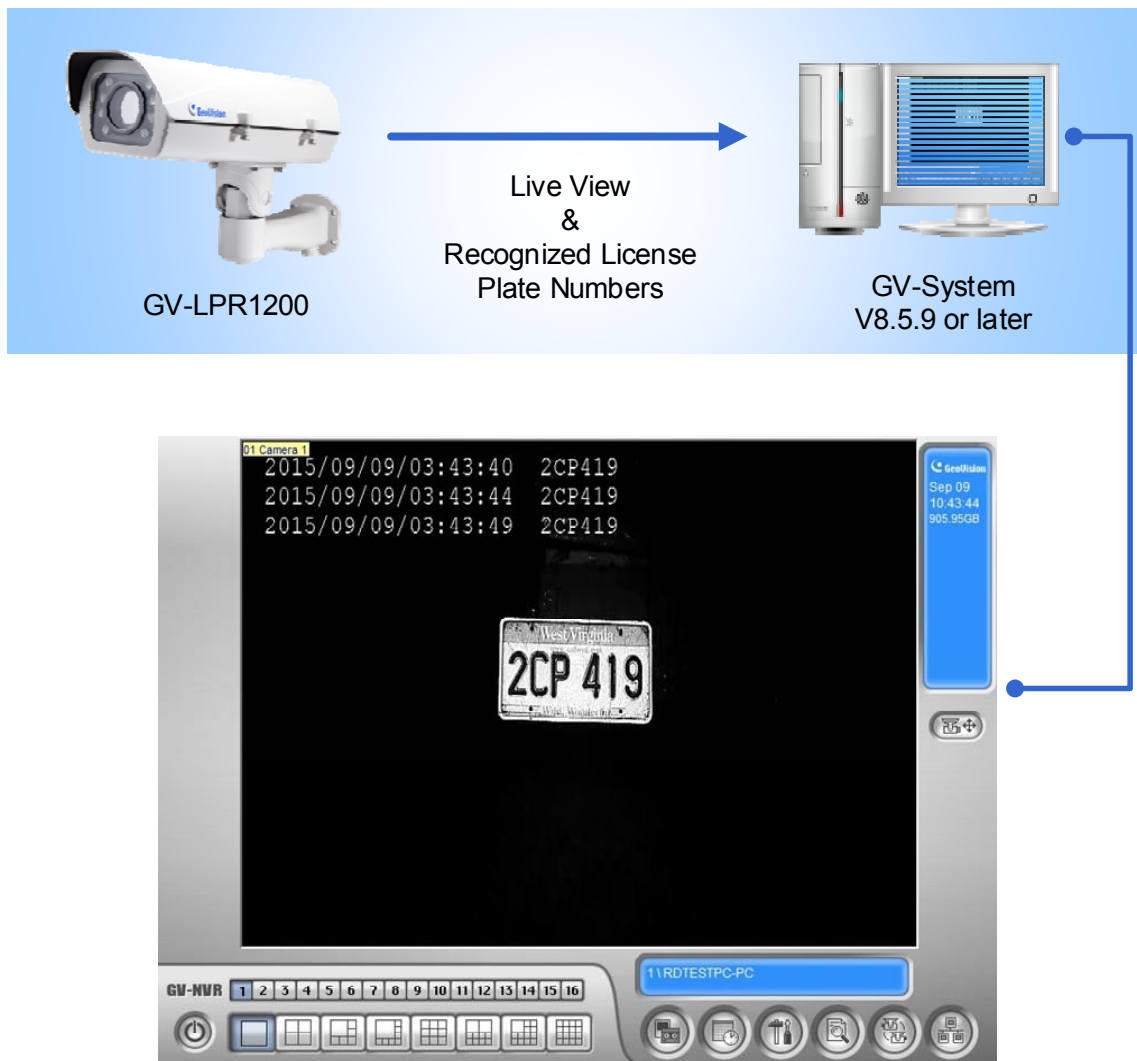 GeoVision
Live View
&
Recognized License
Plate Numbers
GV-LPR1200
GV-System
V8.5.9 or later
01 Camera 1
2015/09/09/03:43:40 2CP419
2015/09/09/03:43:44 2CP419
2015/09/09/03:43:49 2CP419
West Virginia
2CP 419
GeoVision
Sep 09
10:43:44
905.95GB
1 \ RDTESTPC-PC
GV-NVR 1 2 3 4 5 6 7 8 9 10 11 12 13 14 15 16